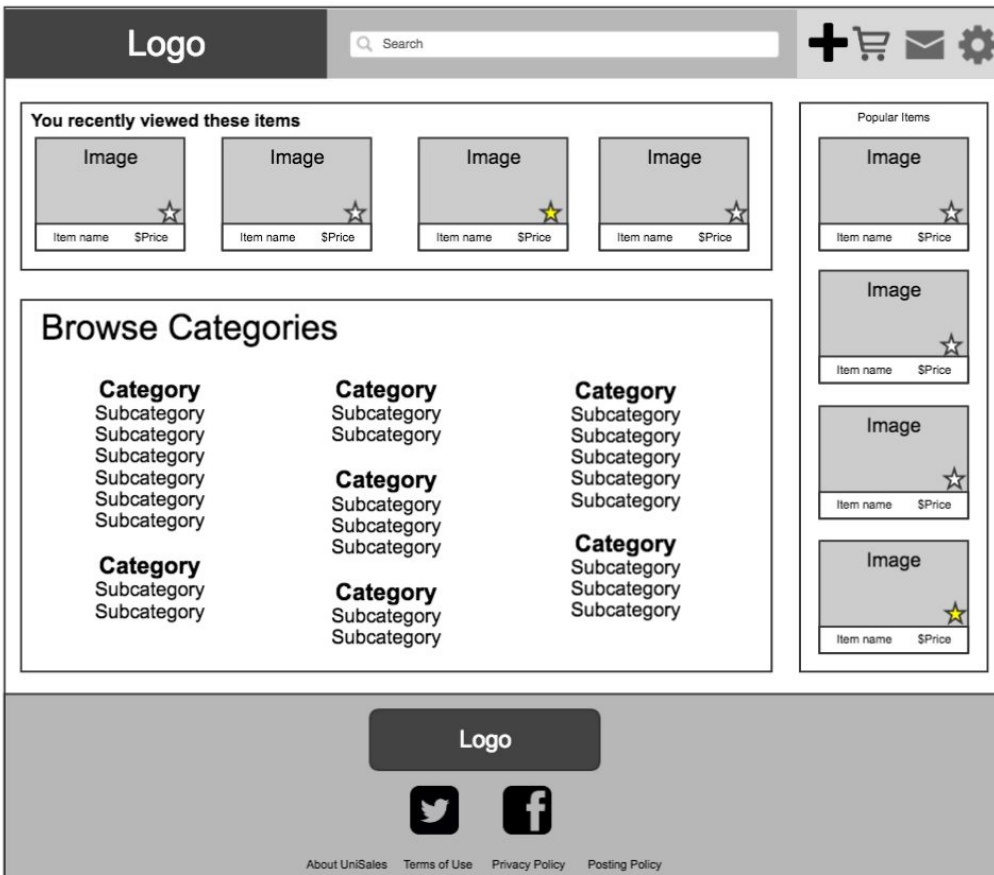 Logo
Search
You recently viewed these items
Image Image Image Image
Item name $Price Item name $Price Item name $Price Item name $Price
Popular Items
Image
Item name $Price
Image
Item name $Price
Image
Item name $Price
Image
Item name $Price
Browse Categories
Category
Subcategory
Subcategory
Subcategory
Subcategory
Subcategory
Subcategory
Category
Subcategory
Subcategory
Category
Subcategory
Subcategory
Category
Subcategory
Subcategory
Subcategory
Category
Subcategory
Subcategory
Category
Subcategory
Subcategory
Subcategory
Subcategory
Subcategory
Category
Subcategory
Subcategory
Subcategory
Logo
About UniSales Terms of Use Privacy Policy Posting Policy